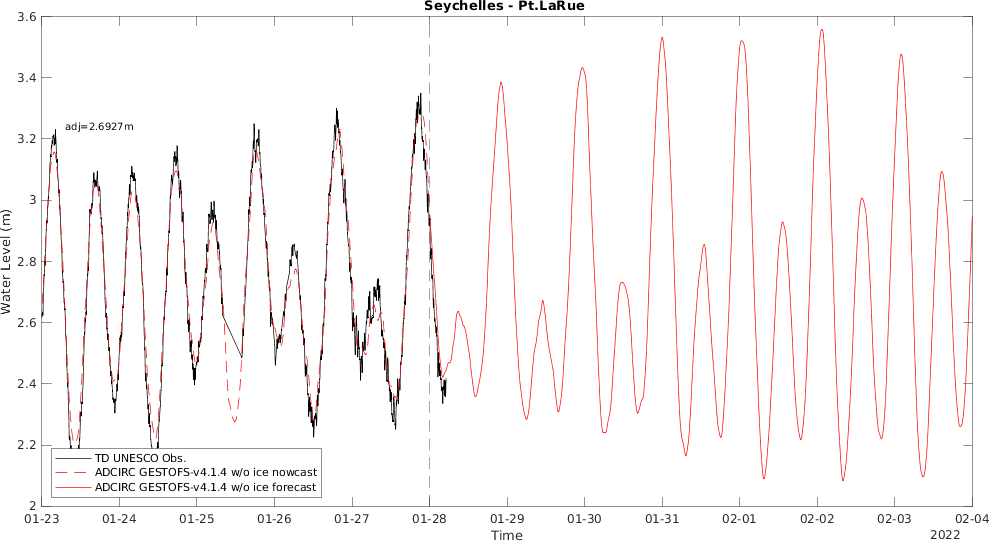 Seychelles - Pt.LaRue
3.6
3.4
3.2
3
2.8
2.6
2.4
2.2
2
Water Level (m)
adj=2.6927m
TD UNESCO Obs.
ADCIRC GESTOFS-v4.1.4 w/o ice nowcast
ADCIRC GESTOFS-v4.1.4 w/o ice forecast
01-23 01-24 01-25 01-26 01-27 01-28 01-29 01-30 01-31 02-01 02-02 02-03 02-04
Time
2022